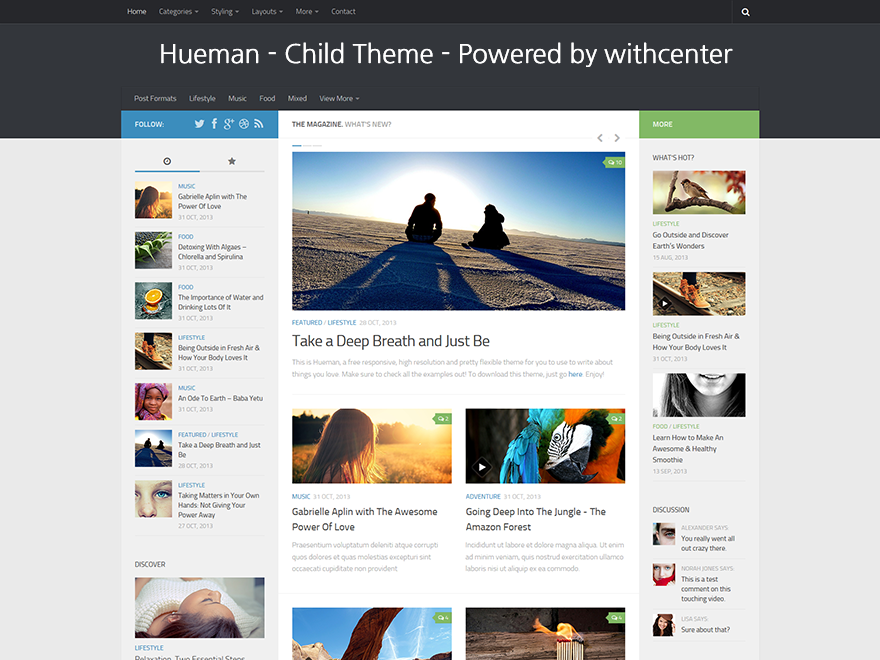 Home Categories Styling Layouts More Contact
Hueman - Child Theme - Powered by withcenter
Post Formats Lifestyle Music Food Mixed View More
FOLLOW:
MUSIC
Gabrielle Aplin with The
Power Of Love
31 OCT, 2013
FOOD
Detoxing With Algaes –
Chlorella and Spirulina
31 OCT, 2013
FOOD
The Importance of Water and
Drinking Lots Of It
31 OCT, 2013
LIFESTYLE
Being Outside in Fresh Air &
How Your Body Loves It
31 OCT, 2013
MUSIC
An Ode To Earth – Baba Yetu
31 OCT, 2013
FEATURED / LIFESTYLE
Take a Deep Breath and Just
Be
28 OCT, 2013
LIFESTYLE
Taking Matters in Your Own
Hands: Not Giving Your
Power Away
27 OCT, 2013
DISCOVER
LIFESTYLE
Relaxation, Two Essential Steps
THE MAGAZINE. WHAT'S NEW?
10
FEATURED / LIFESTYLE 28 OCT, 2013
Take a Deep Breath and Just Be
This is Hueman, a free responsive, high resolution and pretty flexible theme for you to use to write about
things you love. Make sure to check all the examples out! To download this theme, just go here. Enjoy!
2
MUSIC 31 OCT, 2013
Gabrielle Aplin with The Awesome
Power Of Love
Praesentium voluptatum deleniti atque corrupti
quos dolores et quas molestias excepturi sint
occaecati cupiditate non provident
2
ADVENTURE 31 OCT, 2013
Going Deep Into The Jungle - The
Amazon Forest
Incididunt ut labore et dolore magna aliqua. Ut enim
ad minim veniam, quis nostrud exercitation ullamco
laboris nisi ut aliquip ex ea commodo
4
4
MORE
WHAT'S HOT?
LIFESTYLE
Go Outside and Discover
Earth's Wonders
15 AUG, 2013
LIFESTYLE
Being Outside in Fresh Air &
How Your Body Loves It
31 OCT, 2013
FOOD / LIFESTYLE
Learn How to Make An
Awesome & Healthy
Smoothie
13 SEP, 2013
DISCUSSION
ALEXANDER SAYS:
You really went all
out crazy there.
NORAH JONES SAYS:
This is a test
comment on this
touching video.
LISA SAYS:
Sure about that?